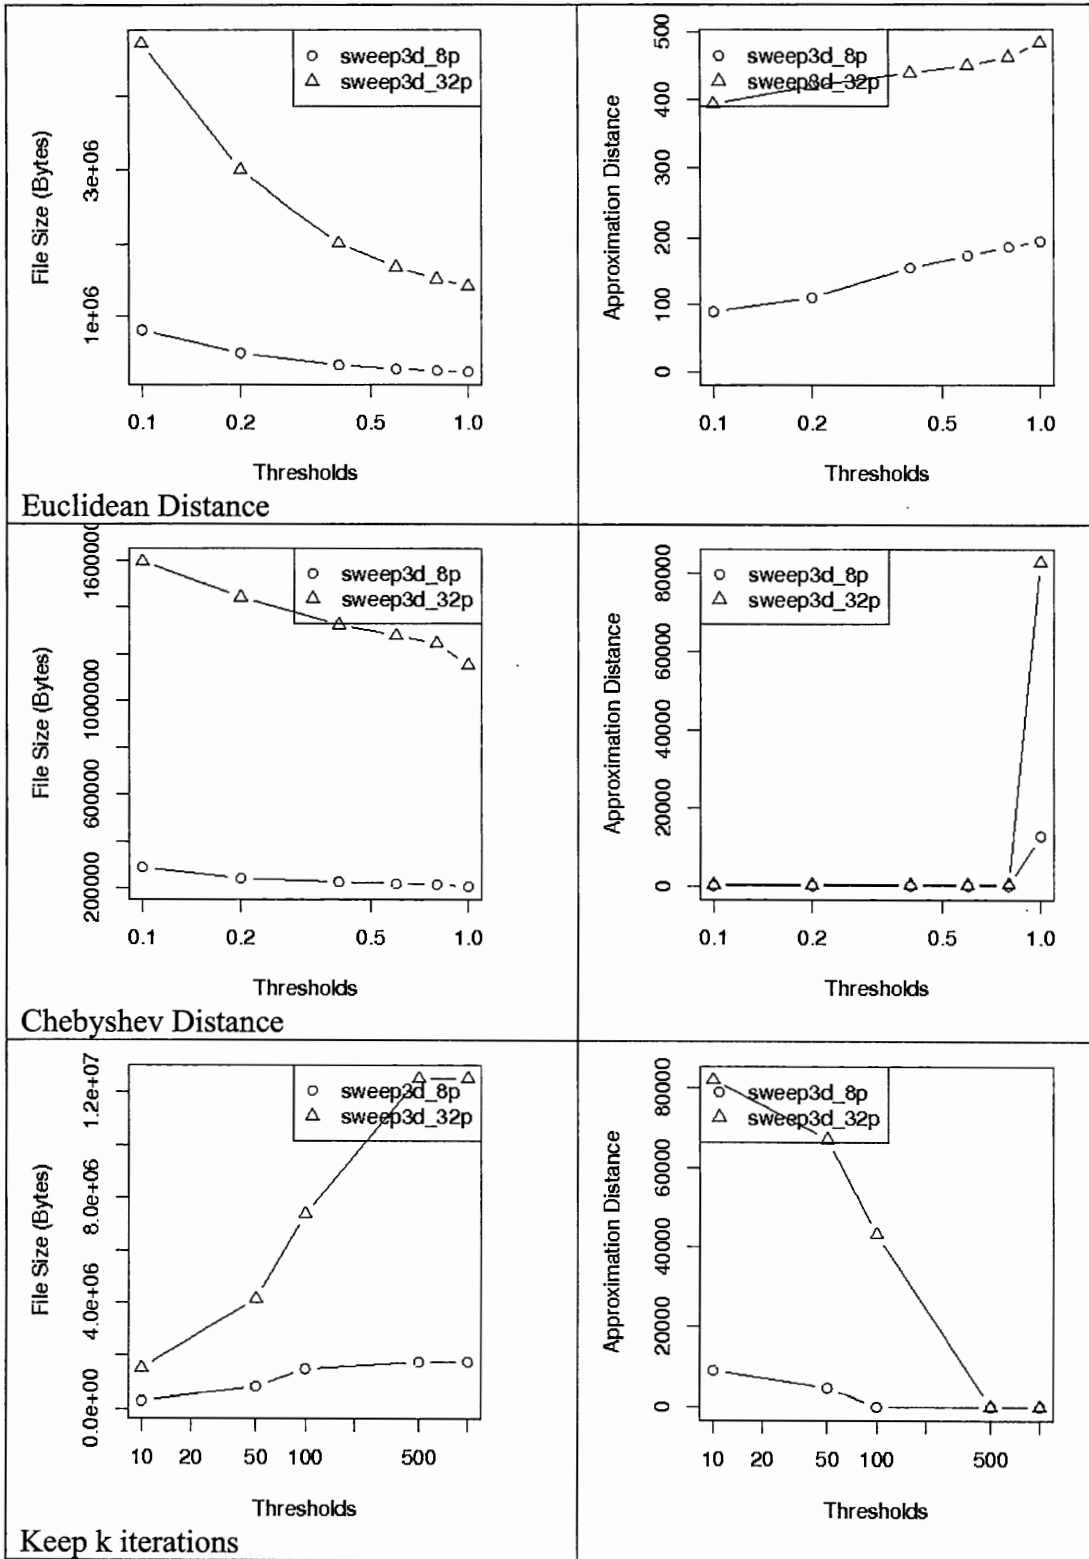 sweep3d_8p
sweep3d_32p
File Size (Bytes)
3e+06
1e+06
0.1 0.2 0.5 1.0
Thresholds
Euclidean Distance
sweep3d_8p
sweep3d_32p
Approximation Distance
500
400
300
200
100
0
0.1 0.2 0.5 1.0
Thresholds
sweep3d_8p
sweep3d_32p
File Size (Bytes)
1600000
1000000
600000
200000
0.1 0.2 0.5 1.0
Thresholds
Chebyshev Distance
sweep3d_8p
sweep3d_32p
Approximation Distance
80000
60000
40000
20000
0
0.1 0.2 0.5 1.0
Thresholds
sweep3d_8p
sweep3d_32p
File Size (Bytes)
1.2e+07
8.0e+06
4.0e+06
0.0e+00
10 20 50 100 500
Thresholds
Keep k iterations
sweep3d_8p
sweep3d_32p
Approximation Distance
80000
60000
40000
20000
0
10 20 50 100 500
Thresholds